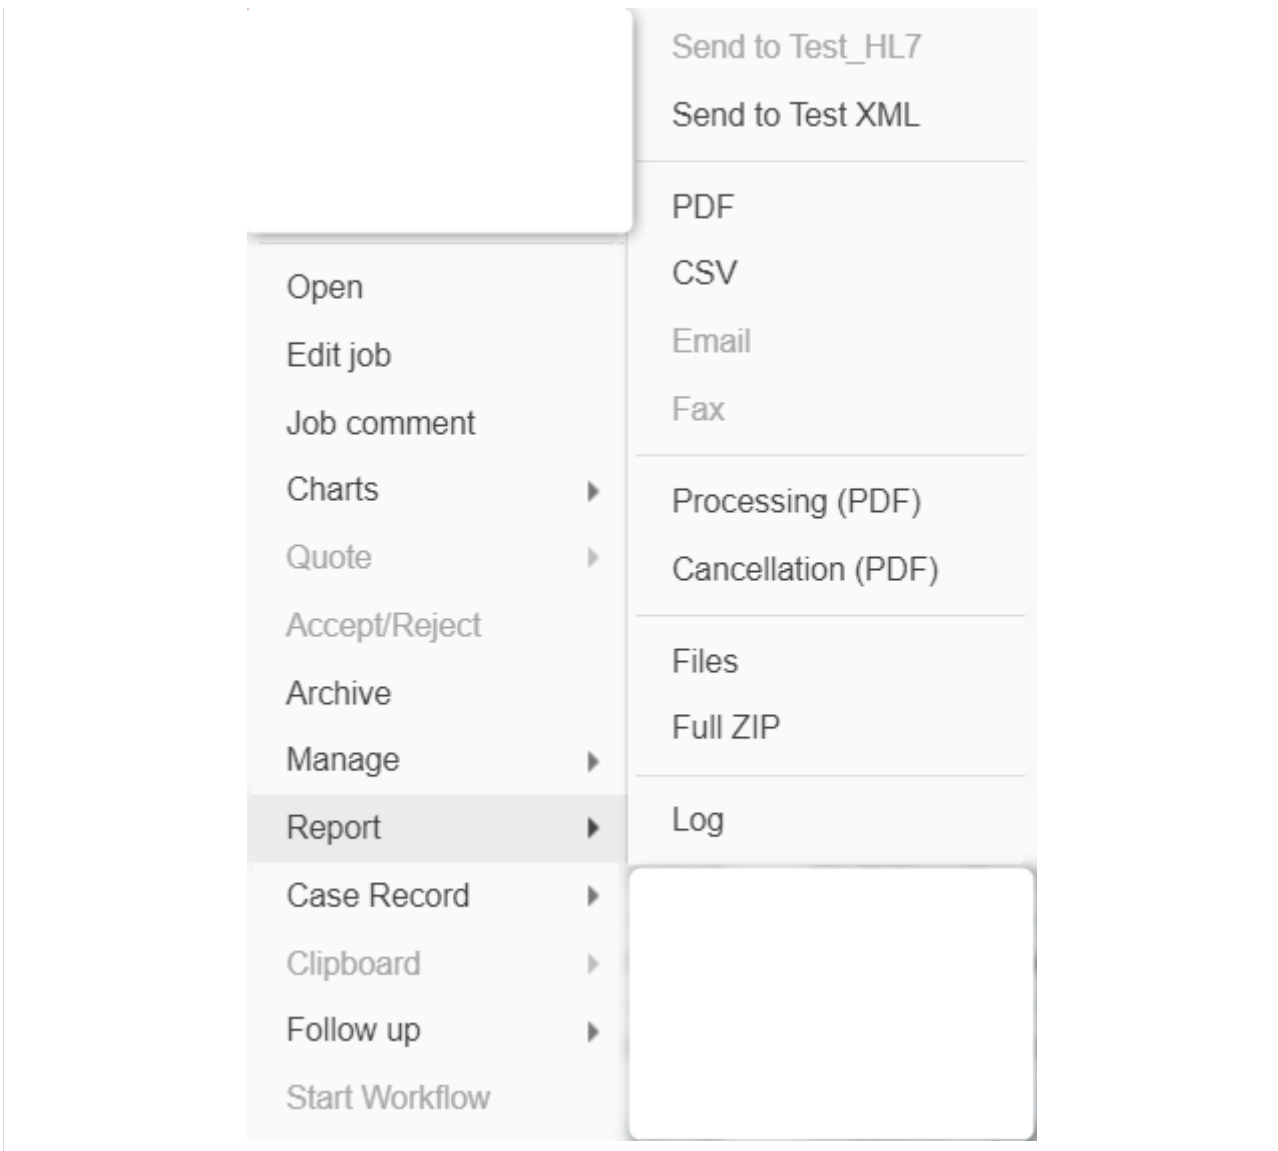 Open
Edit job
Job comment
Charts
Quote
Accept/Reject
Archive
Manage
Report
Case Record
Clipboard
Follow up
Start Workflow
Send to Test_HL7
Send to Test XML
PDF
CSV
Email
Fax
Processing (PDF)
Cancellation (PDF)
Files
Full ZIP
Log